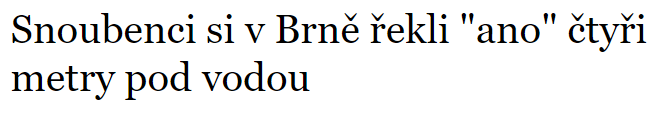 Snoubenci si v Brně řekli "ano" čtyři
metry pod vodou